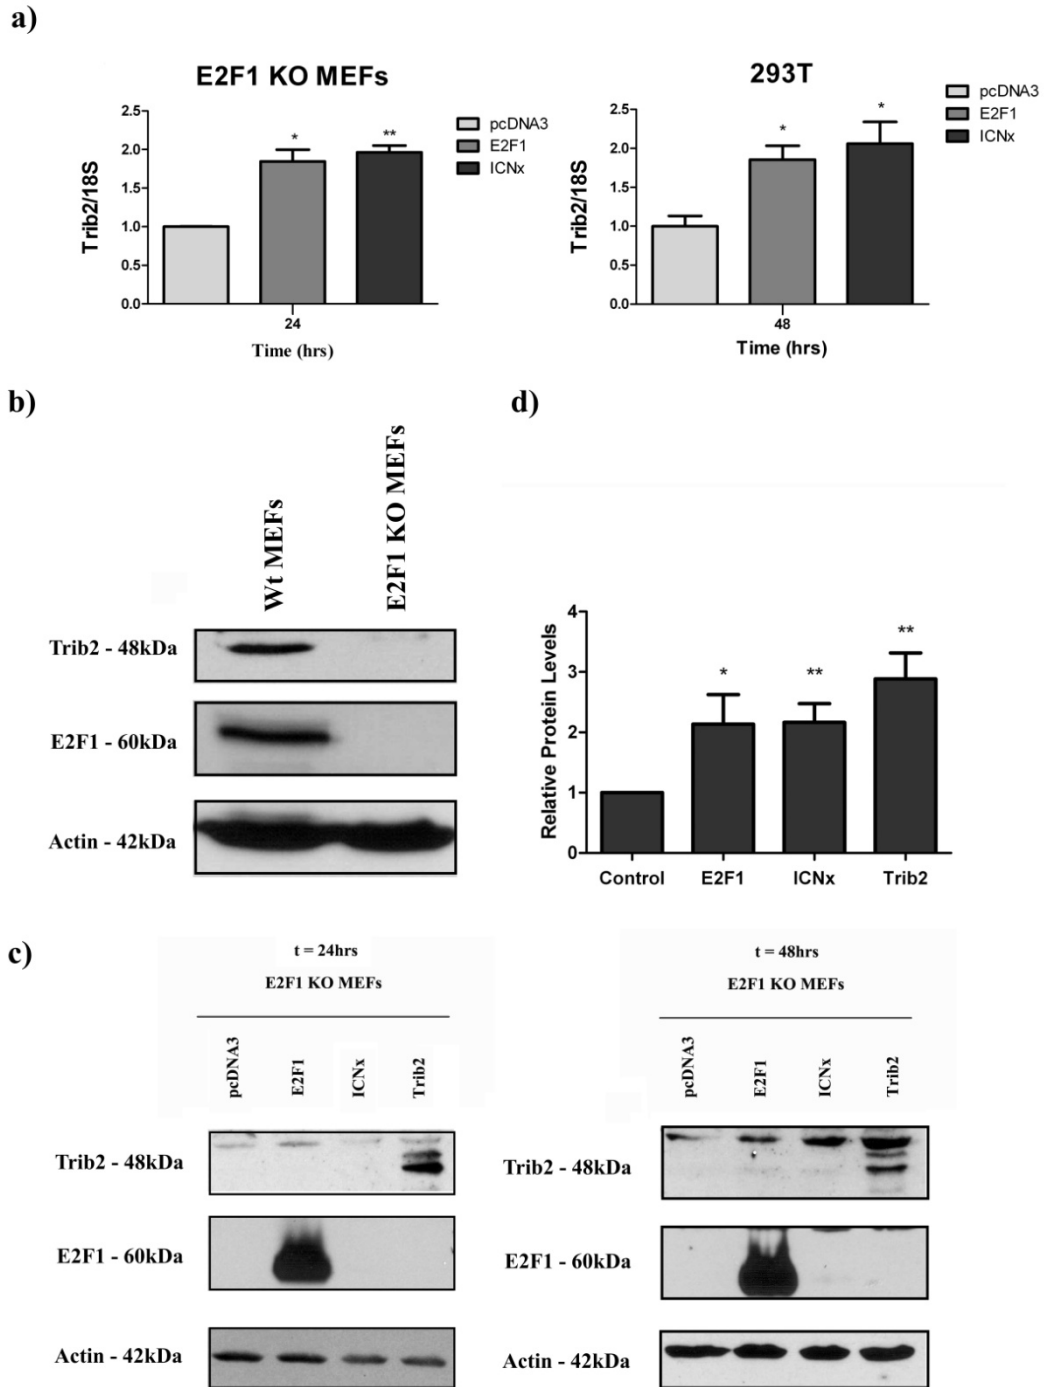 a)
E2F1 KO MEFs
2.5
2.0
1.5
1.0
0.5
0.0
Trib2/18S
*
**
24
Time (hrs)
pcDNA3
E2F1
ICNx
293T
2.5
2.0
1.5
1.0
0.5
0.0
Trib2/18S
*
*
48
Time (hrs)
pcDNA3
E2F1
ICNx
b)
Wt MEFs
E2F1 KO MEFs
Trib2 - 48kDa
E2F1 - 60kDa
Actin - 42kDa
d)
4
3
2
1
0
Relative Protein Levels
*
**
**
Control
E2F1
ICNx
Trib2
c)
t = 24hrs
E2F1 KO MEFs
pcDNA3
E2F1
ICNx
Trib2
Trib2 - 48kDa
E2F1 - 60kDa
Actin - 42kDa
t = 48hrs
E2F1 KO MEFs
pcDNA3
E2F1
ICNx
Trib2
Trib2 - 48kDa
E2F1 - 60kDa
Actin - 42kDa